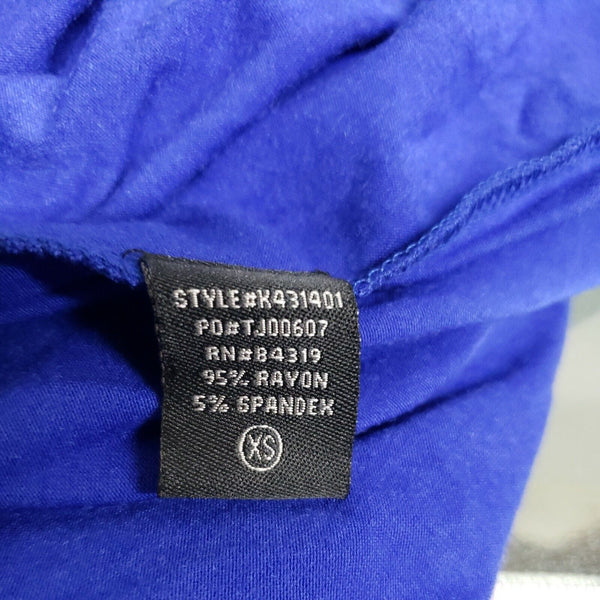 STYLE#K431401
PO#TJ00607
RN#84319
95% RAYON
5% SPANDEX
XS